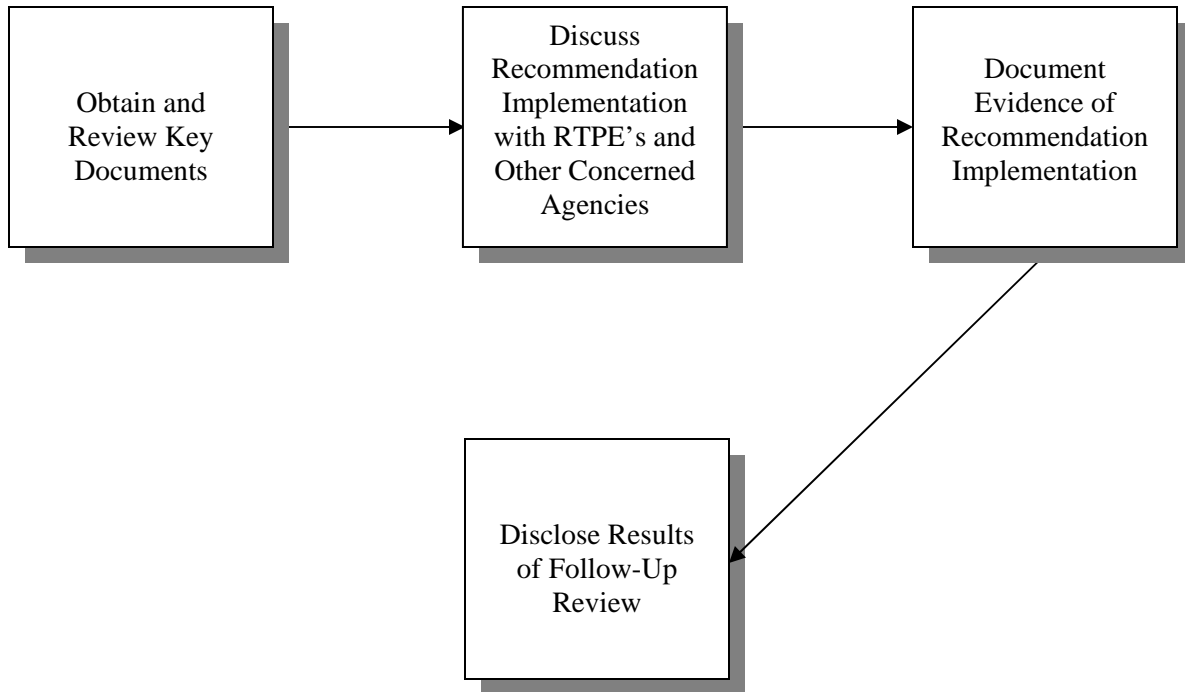 Obtain and
Review Key
Documents
Discuss
Recommendation
Implementation
with RTPE’s and
Other Concerned
Agencies
Document
Evidence of
Recommendation
Implementation
Disclose Results
of Follow-Up
Review